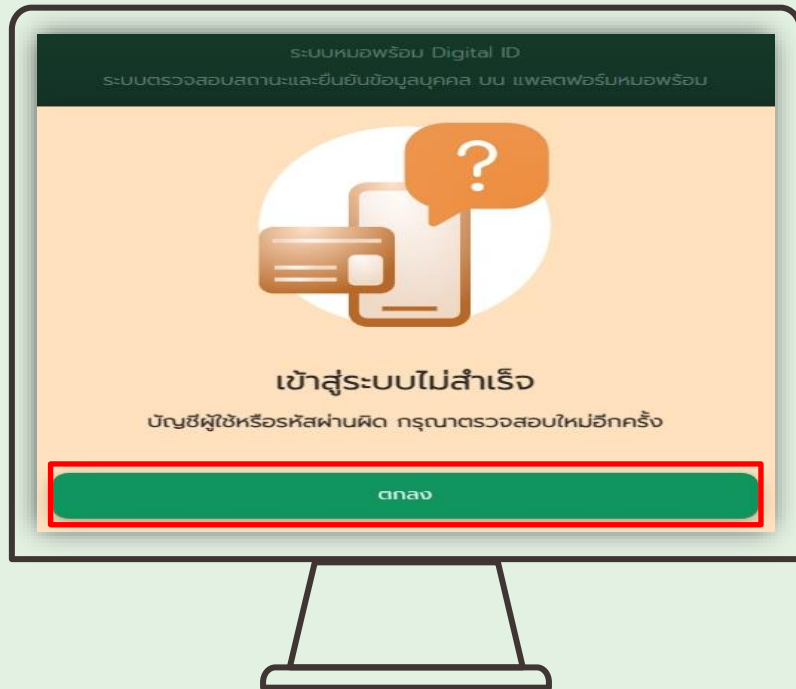 ระบบหมอพร้อม Digital ID
ระบบตรวจสอบสถานะและยืนยันข้อมูลบุคคล บน แพลตฟอร์มหมอพร้อม
?
เข้าสู่ระบบไม่สำเร็จ
บัญชีผู้ใช้หรือรหัสผ่านผิด กรุณาตรวจสอบใหม่อีกครั้ง
ตกลง